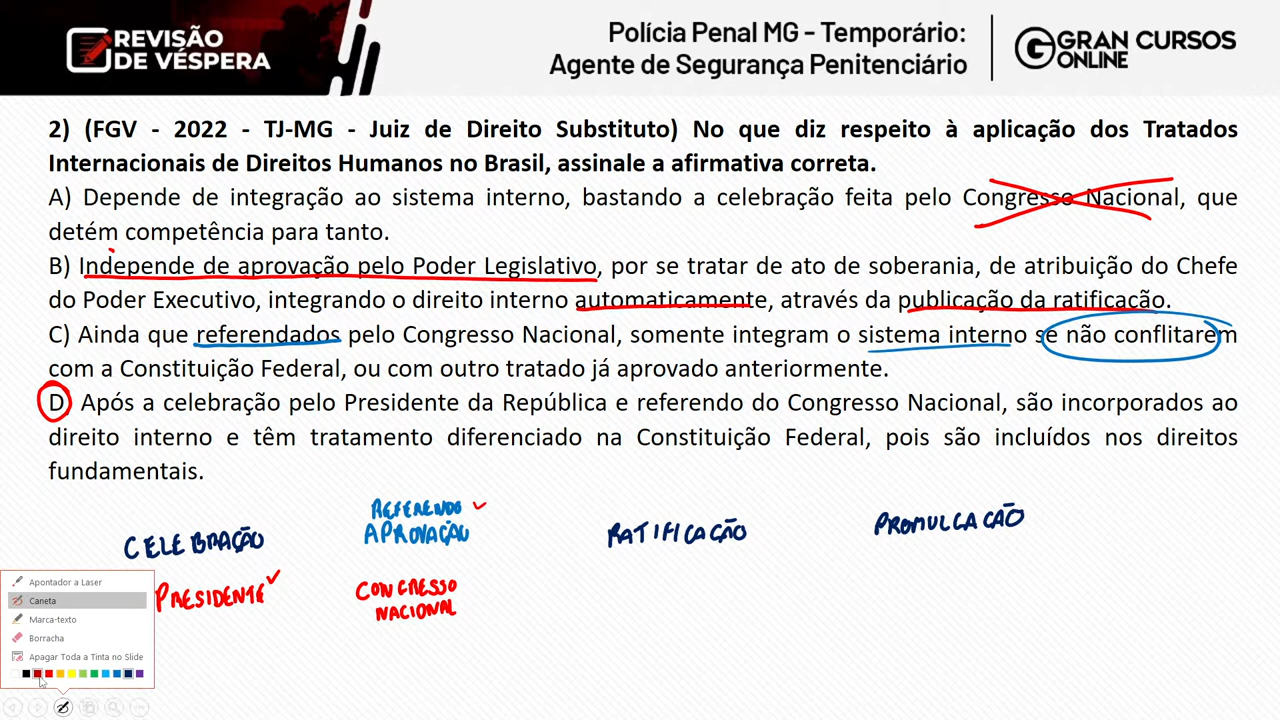 REVISÃO
DE VÉSPERA
Polícia Penal MG - Temporário:
Agente de Segurança Penitenciário
GRAN CURSOS
ONLINE
2) (FGV - 2022 - TJ-MG - Juiz de Direito Substituto) No que diz respeito à aplicação dos Tratados
Internacionais de Direitos Humanos no Brasil, assinale a afirmativa correta.
A) Depende de integração ao sistema interno, bastando a celebração feita pelo Congresso Nacional, que
detém competência para tanto.
B) Independe de aprovação pelo Poder Legislativo, por se tratar de ato de soberania, de atribuição do Chefe
do Poder Executivo, integrando o direito interno automaticamente, através da publicação da ratificação.
C) Ainda que referendados pelo Congresso Nacional, somente integram o sistema interno se não conflitarem
com a Constituição Federal, ou com outro tratado já aprovado anteriormente.
D) Após a celebração pelo Presidente da República e referendo do Congresso Nacional, são incorporados ao
direito interno e têm tratamento diferenciado na Constituição Federal, pois são incluídos nos direitos
fundamentais.
REFERENDO
CELEBRAÇÃO APROVAÇÃO RATIFICAÇÃO PROMULGAÇÃO
PRESIDENTE CONGRESSO
NACIONAL
Apontador a Laser
Caneta
Marca-texto
Borracha
Apagar Toda a Tinta no Slide